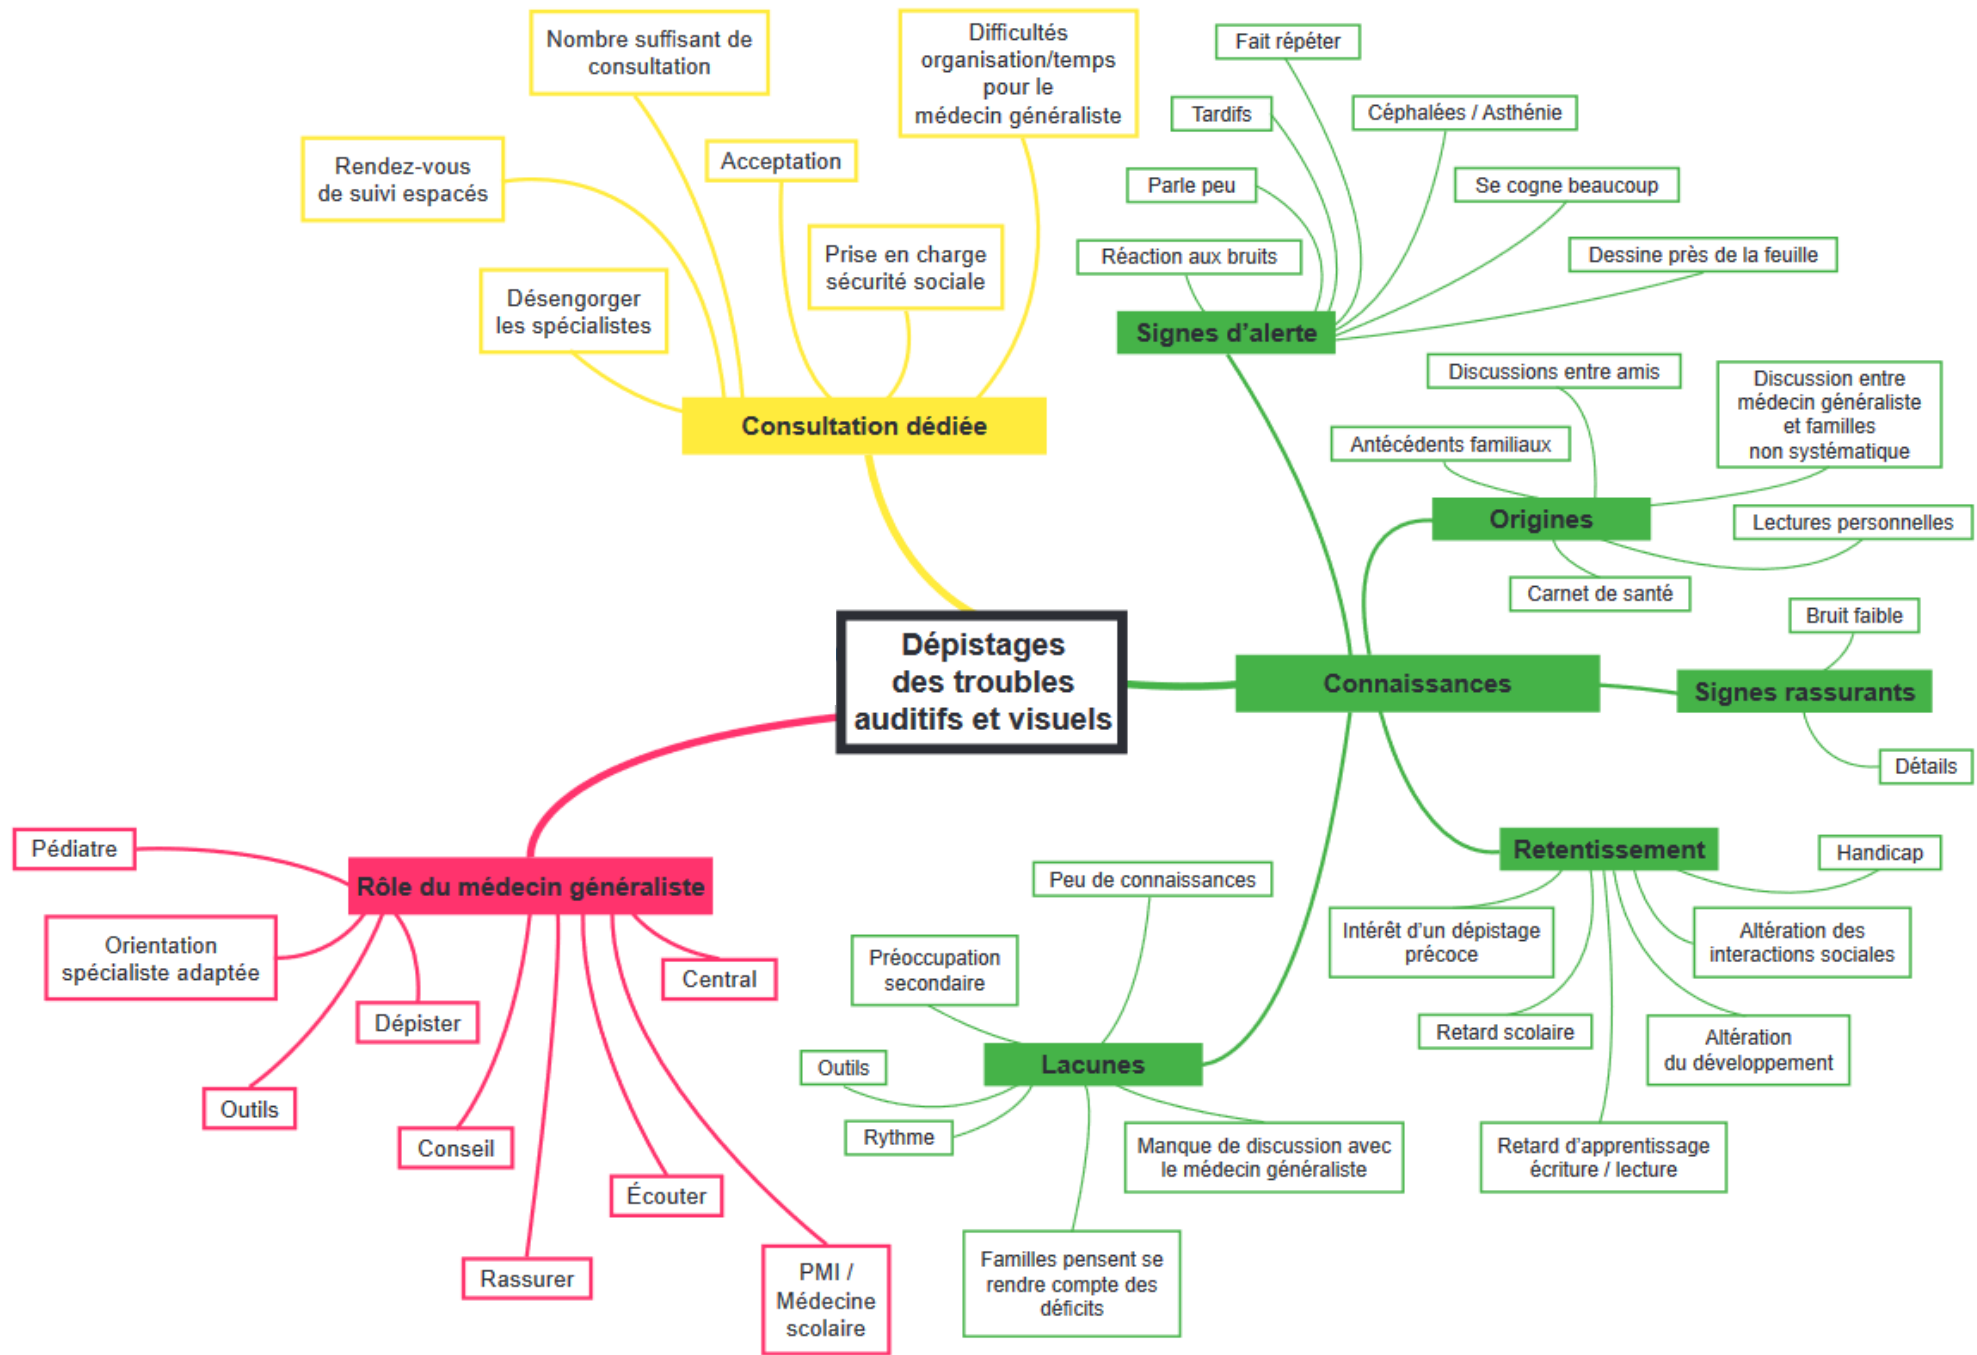 Nombre suffisant de
consultation
Difficultés
organisation/temps
pour le
médecin généraliste
Rendez-vous
de suivi espacés
Acceptation
Prise en charge
sécurité sociale
Désengorger
les spécialistes
Consultation dédiée
Fait répéter
Tardifs
Céphalées / Asthénie
Parle peu
Se cogne beaucoup
Réaction aux bruits
Dessine près de la feuille
Signes d’alerte
Discussions entre amis
Discussion entre
médecin généraliste
et familles
non systématique
Antécédents familiaux
Origines
Lectures personnelles
Carnet de santé
Dépistages
des troubles
auditifs et visuels
Connaissances
Bruit faible
Signes rassurants
Détails
Retentissement
Handicap
Intérêt d’un dépistage
précoce
Altération des
interactions sociales
Retard scolaire
Altération
du développement
Retard d’apprentissage
écriture / lecture
Peu de connaissances
Préoccupation
secondaire
Lacunes
Outils
Rythme
Manque de discussion avec
le médecin généraliste
Familles pensent se
rendre compte des
déficits
Rôle du médecin généraliste
Pédiatre
Orientation
spécialiste adaptée
Central
Dépister
Outils
Conseil
Écouter
Rassurer
PMI /
Médecine
scolaire